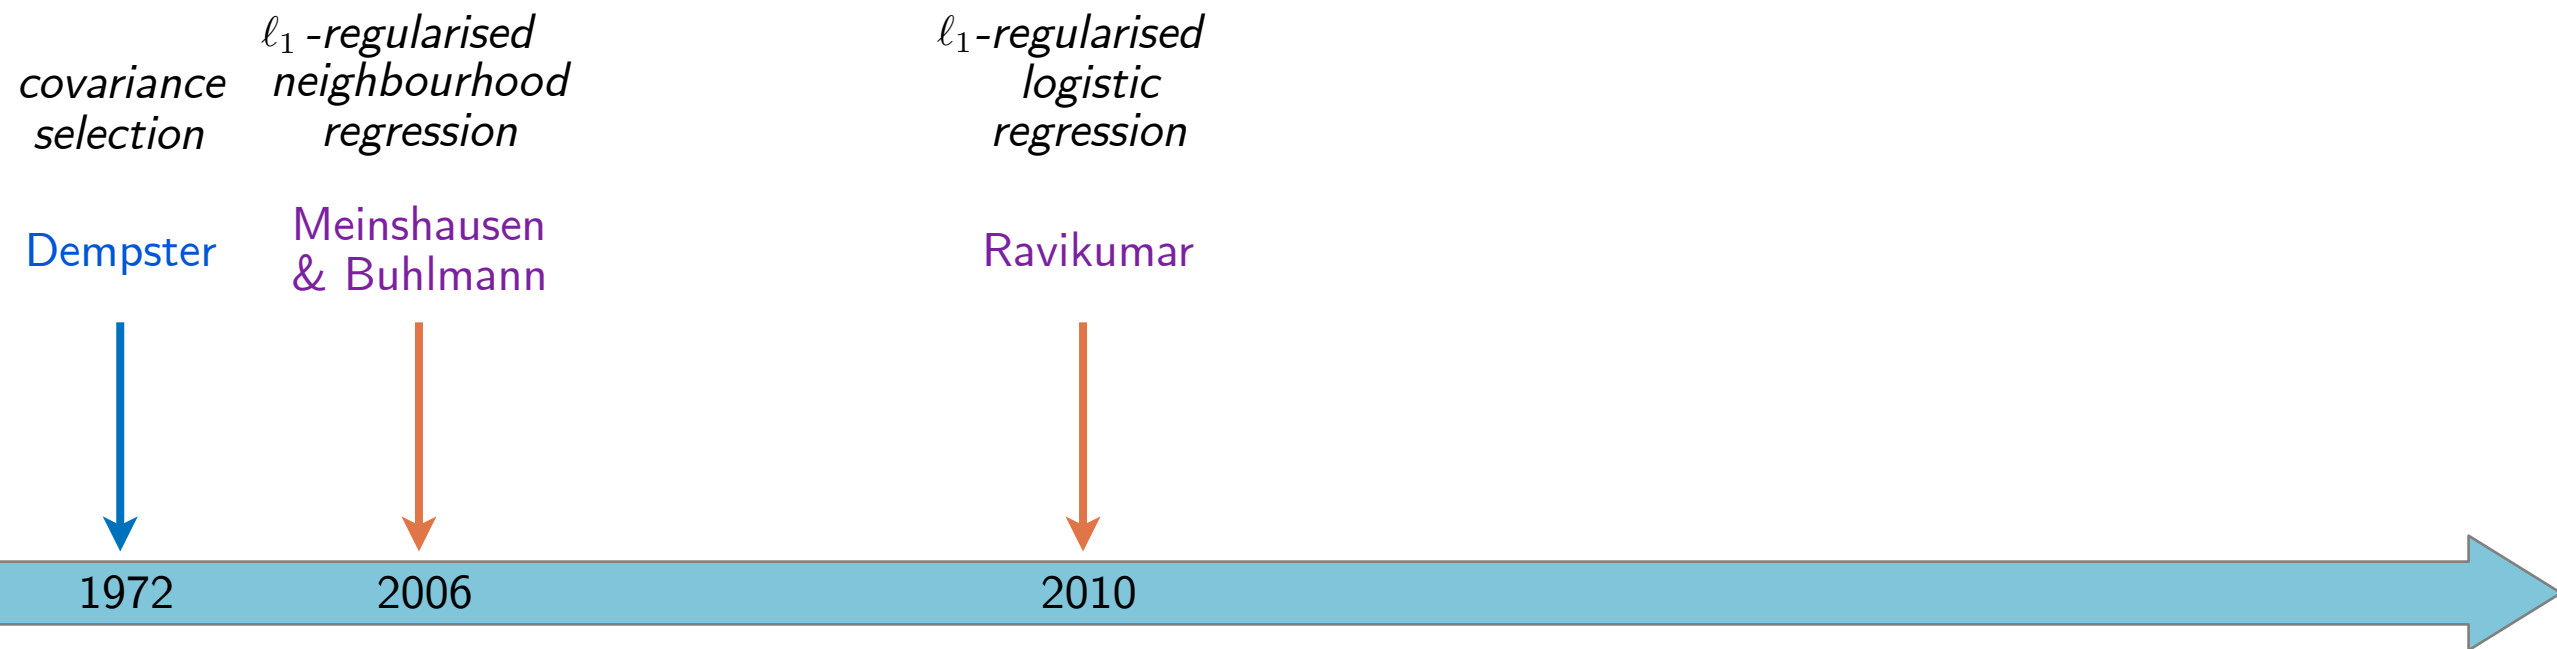 covariance
selection
Dempster
1972
ℓ₁ -regularised
neighbourhood
regression
Meinshausen
& Buhlmann
2006
ℓ₁-regularised
logistic
regression
Ravikumar
2010